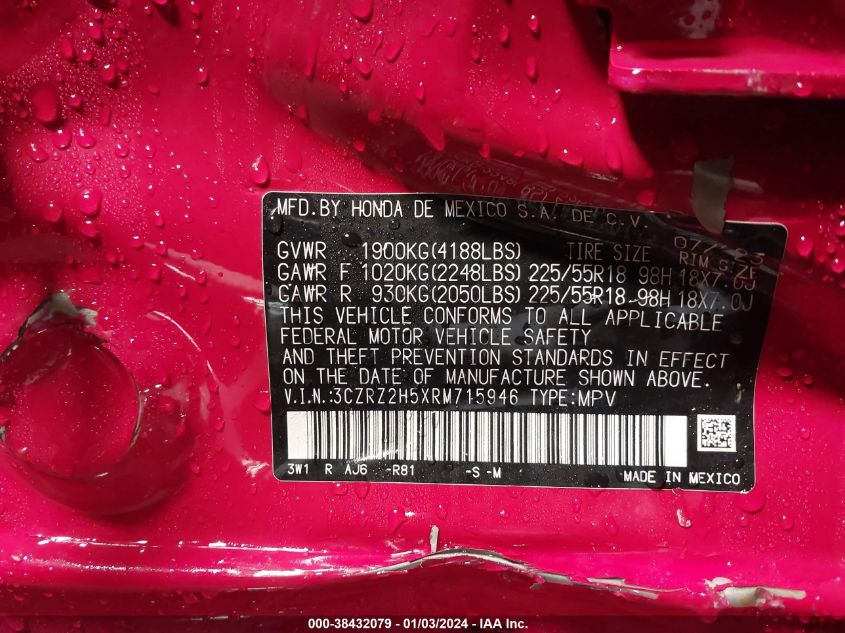 MFD.BY HONDA DE MEXICO S.A. DE C.V.
GVWR 1900KG(4188LBS) TIRE SIZE RIM SIZE
GAWR F 1020KG(2248LBS) 225/55R18 98H 18X7.0J
GAWR R 930KG(2050LBS) 225/55R18 98H 18X7.0J
THIS VEHICLE CONFORMS TO ALL APPLICABLE
FEDERAL MOTOR VEHICLE SAFETY
AND THEFT PREVENTION STANDARDS IN EFFECT
ON THE DATE OF MANUFACTURE SHOWN ABOVE.
V.I.N.:3CZRZ2H5XRM715946 TYPE:MPV
3W1 R AJ6 -R81 -S -M MADE IN MEXICO
000-38432079 - 01/03/2024 - IAA Inc.